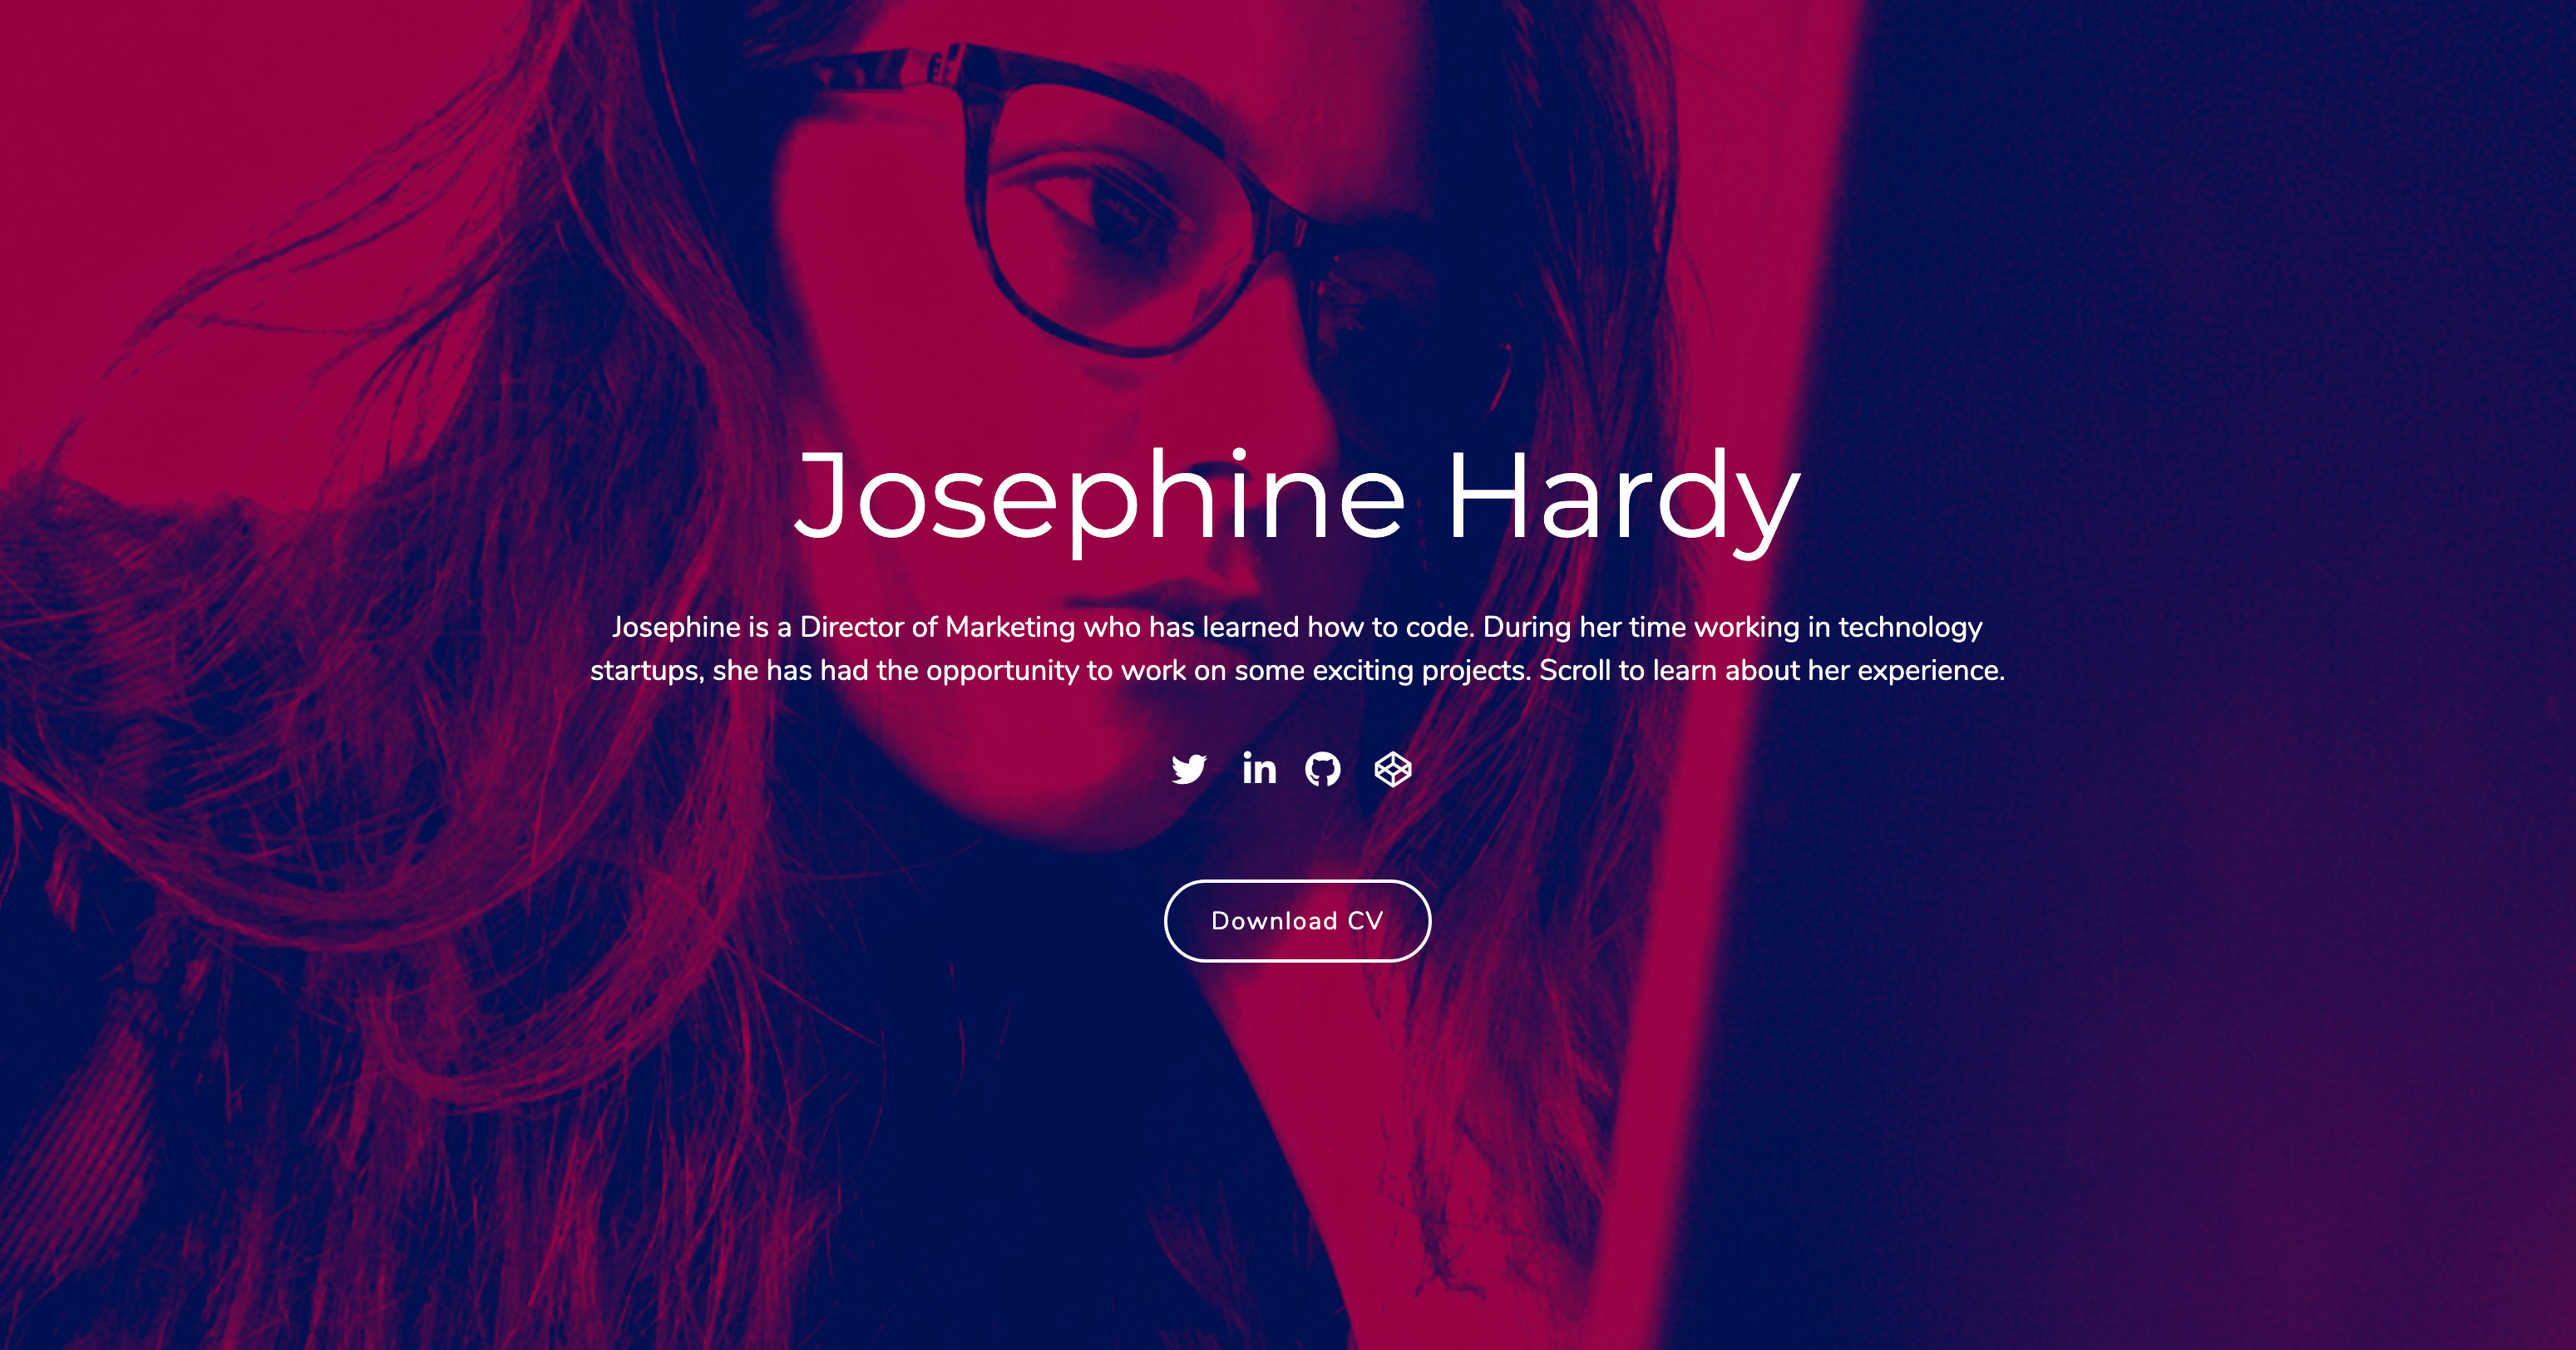 Josephine Hardy
Josephine is a Director of Marketing who has learned how to code. During her time working in technology
startups, she has had the opportunity to work on some exciting projects. Scroll to learn about her experience.
in
Download CV